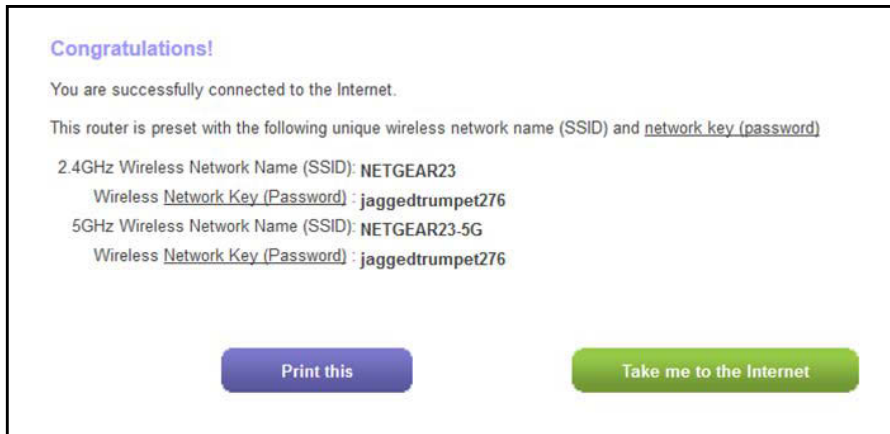 Congratulations!
You are successfully connected to the Internet.
This router is preset with the following unique wireless network name (SSID) and network key (password)
2.4GHz Wireless Network Name (SSID): NETGEAR23
Wireless Network Key (Password) : jaggedtrumpet276
5GHz Wireless Network Name (SSID): NETGEAR23-5G
Wireless Network Key (Password) : jaggedtrumpet276
Print this
Take me to the Internet